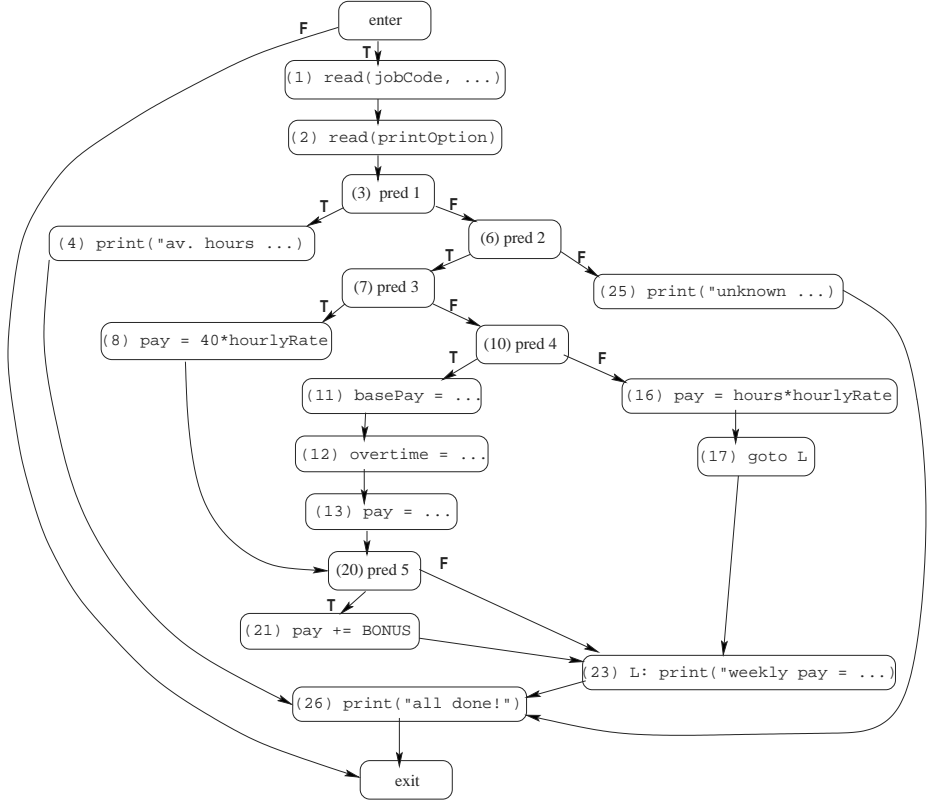 enter
F
T
(1) read(jobCode, ...)
(2) read(printOption)
(3) pred 1
T
F
(4) print("av. hours ...)
(6) pred 2
T
F
(7) pred 3
(25) print("unknown ...)
T
F
(8) pay = 40*hourlyRate
(10) pred 4
T
F
(11) basePay = ...
(16) pay = hours*hourlyRate
(12) overtime = ...
(17) goto L
(13) pay = ...
(20) pred 5
F
T
(21) pay += BONUS
(23) L: print("weekly pay = ...)
(26) print("all done!")
exit